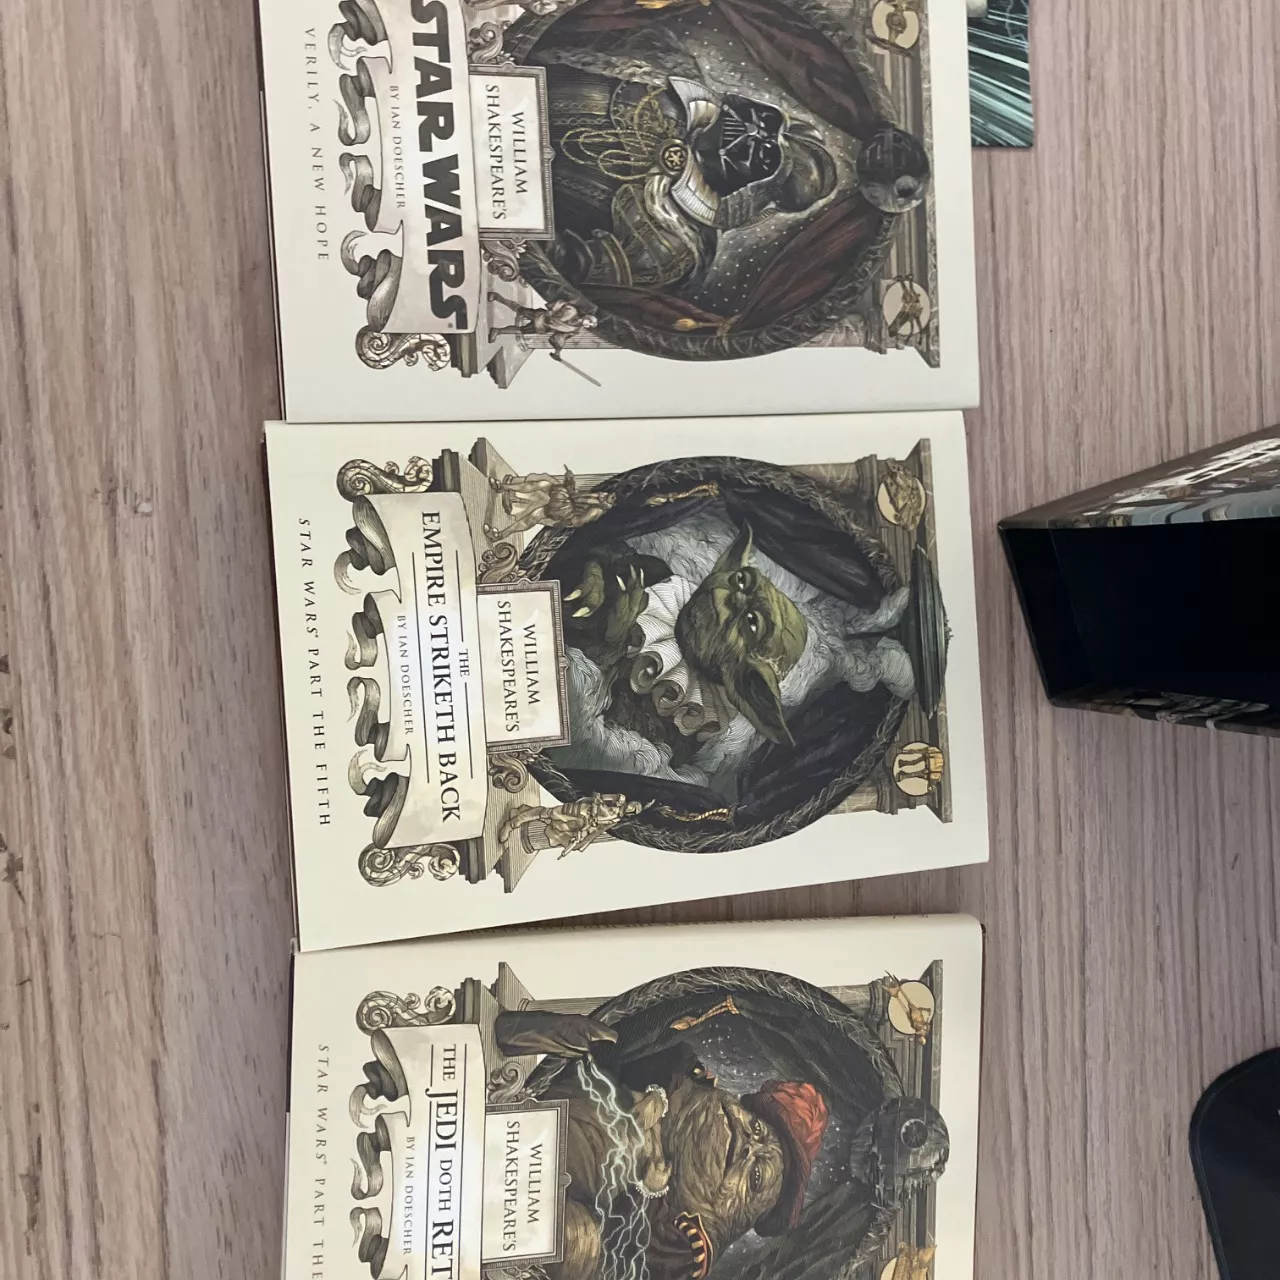 WILLIAM
SHAKESPEARE'S
STAR WARS
BY IAN DOESCHER
VERILY, A NEW HOPE
WILLIAM
SHAKESPEARE'S
THE
EMPIRE STRIKETH BACK
BY IAN DOESCHER
STAR WARS® PART THE FIFTH
WILLIAM
SHAKESPEARE'S
THE JEDI DOTH RET
BY IAN DOESCHER
STAR WARS® PART THE